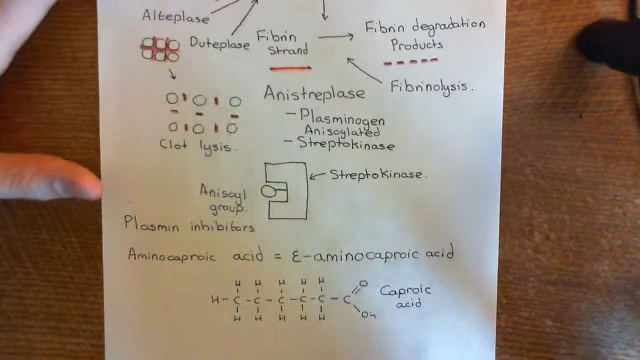 Alteplase
Duteplase
Fibrin
Strand
Fibrin degradation
Products
Fibrinolysis.
Clot lysis.
Anistreplase
- Plasminogen
Anisoylated
- Streptokinase
Anisoyl
group.
Streptokinase.
Plasmin inhibitors
Aminocaproic acid = ε-aminocaproic acid
H H H H H
H - C - C - C - C - C - C
O
OH
H H H H H
Caproic
acid